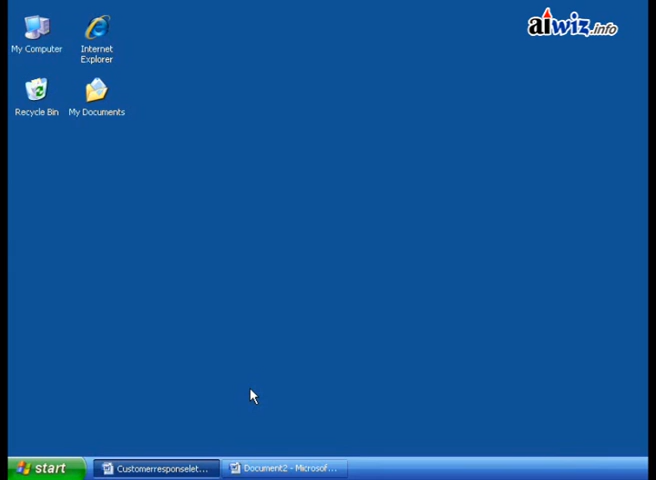 aiwiz.info
My Computer
Internet
Explorer
Recycle Bin
My Documents
start
Customerresponselet...
Document2 - Microsof...